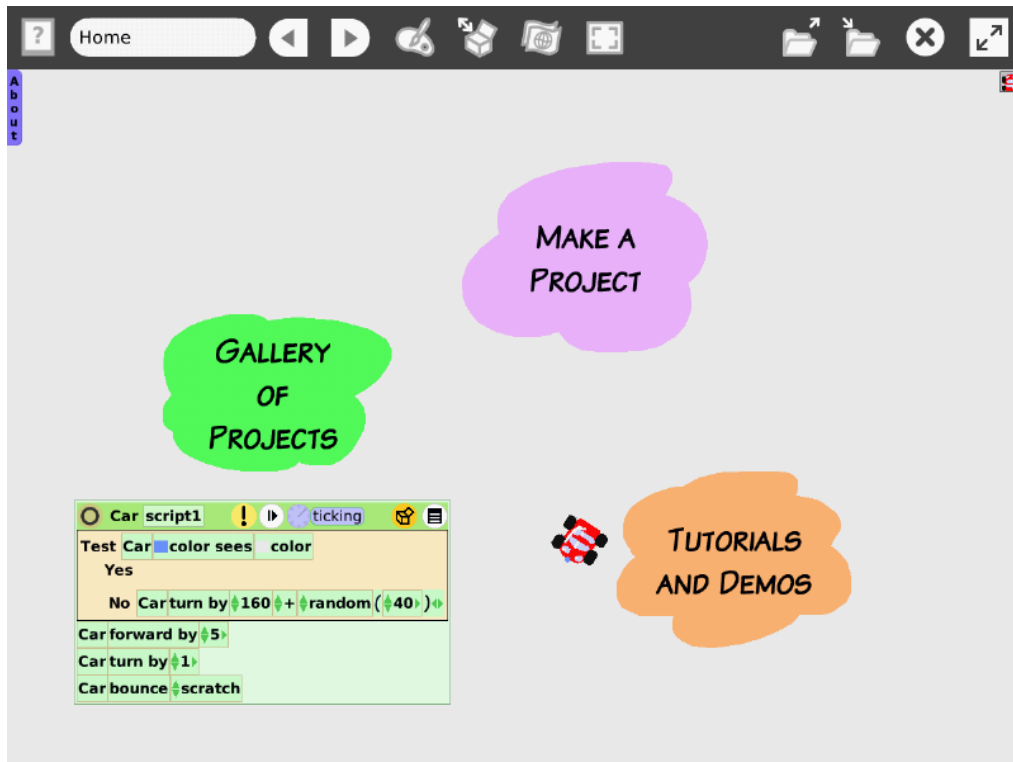 ?
Home
About
MAKE A
PROJECT
GALLERY
OF
PROJECTS
Car script1 ! ticking
Test Car color sees color
Yes
No Car turn by 160 + random ( 40 )
Car forward by 5
Car turn by 1
Car bounce scratch
TUTORIALS
AND DEMOS